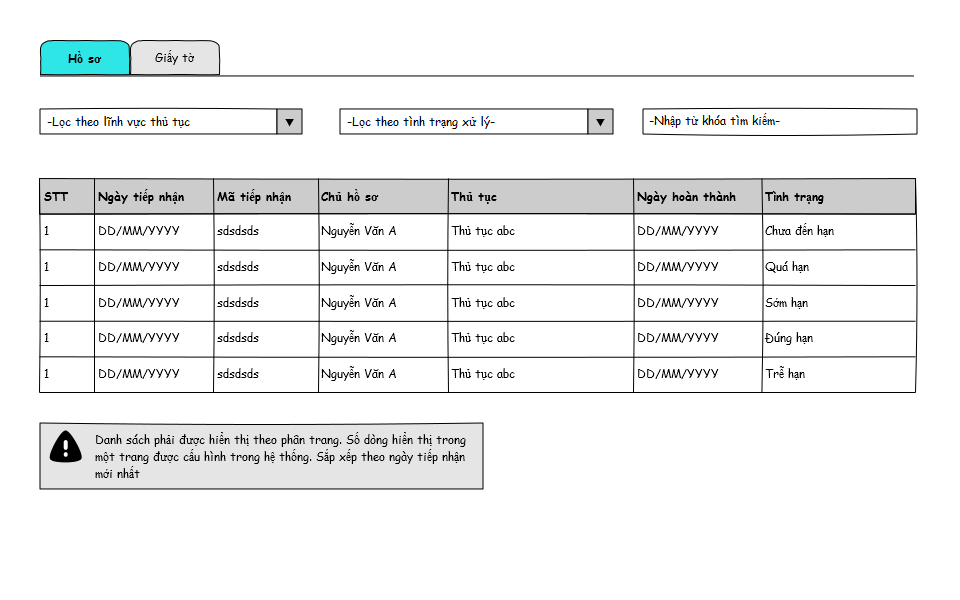 Hồ sơ Giấy tờ
-Lọc theo lĩnh vực thủ tục -Lọc theo tình trạng xử lý- -Nhập từ khóa tìm kiếm-
STT Ngày tiếp nhận Mã tiếp nhận Chủ hồ sơ Thủ tục Ngày hoàn thành Tình trạng
1 DD/MM/YYYY sdsdsds Nguyễn Văn A Thủ tục abc DD/MM/YYYY Chưa đến hạn
1 DD/MM/YYYY sdsdsds Nguyễn Văn A Thủ tục abc DD/MM/YYYY Quá hạn
1 DD/MM/YYYY sdsdsds Nguyễn Văn A Thủ tục abc DD/MM/YYYY Sớm hạn
1 DD/MM/YYYY sdsdsds Nguyễn Văn A Thủ tục abc DD/MM/YYYY Đúng hạn
1 DD/MM/YYYY sdsdsds Nguyễn Văn A Thủ tục abc DD/MM/YYYY Trễ hạn
Danh sách phải được hiển thị theo phân trang. Số dòng hiển thị trong
một trang được cấu hình trong hệ thống. Sắp xếp theo ngày tiếp nhận
mới nhất